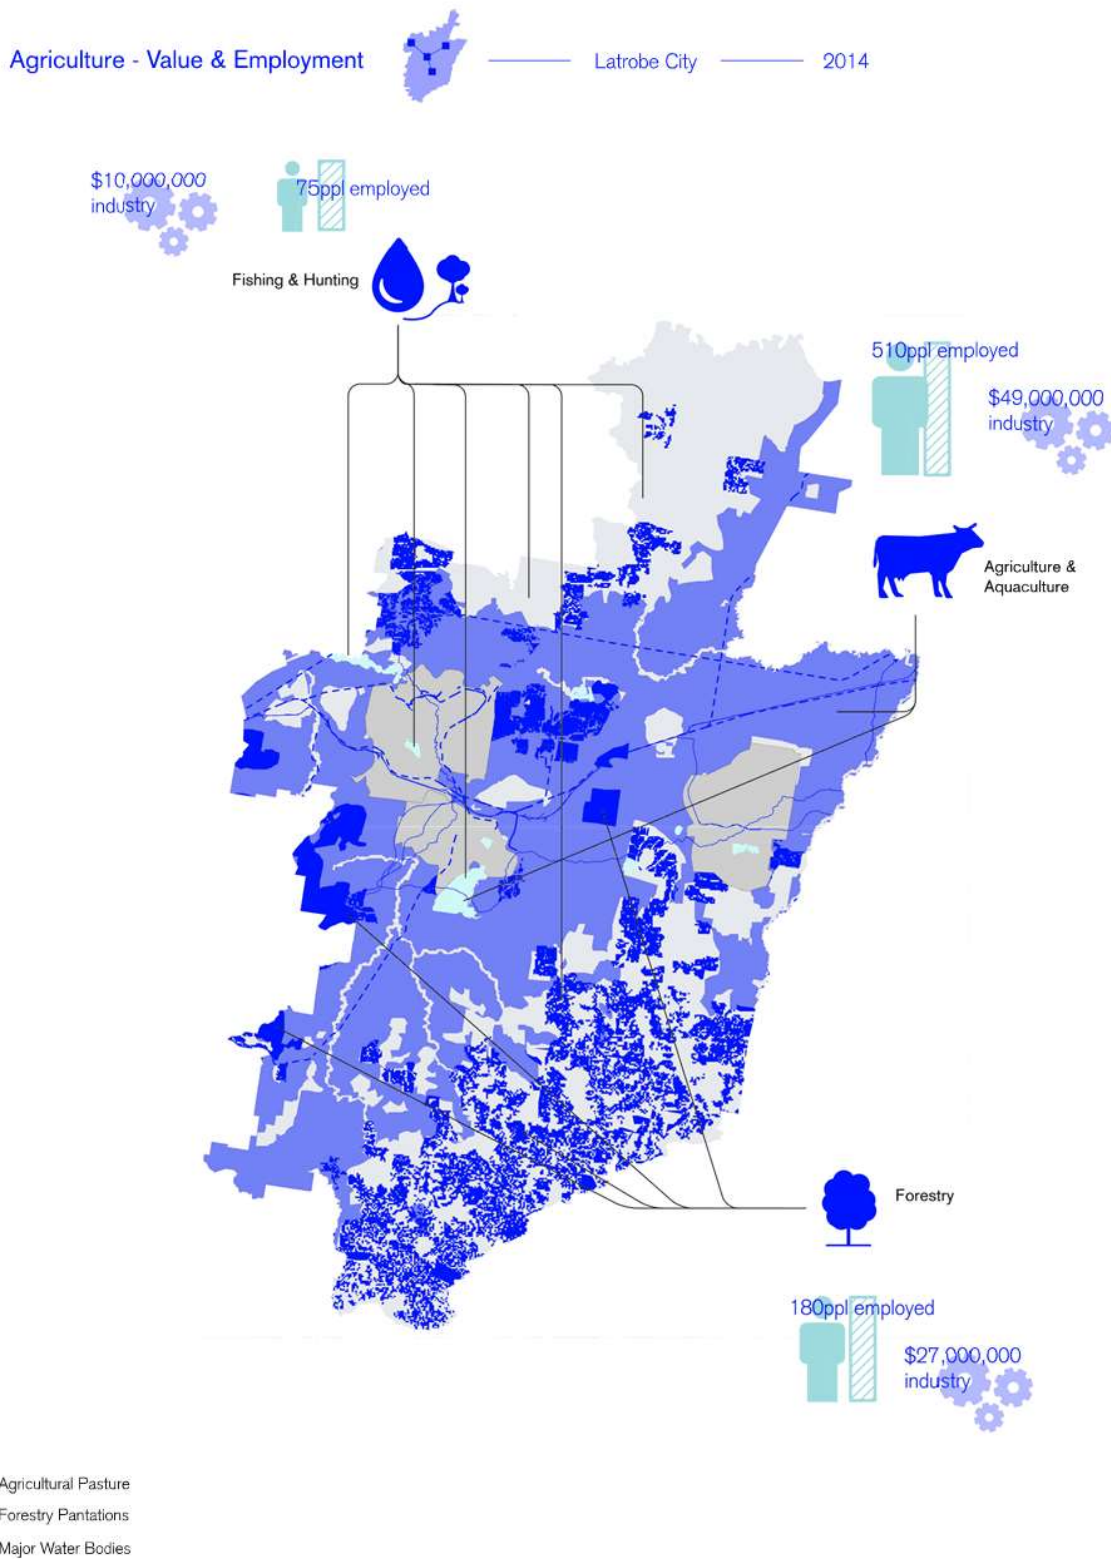 Agriculture - Value & Employment
Latrobe City
2014
$10,000,000
industry
75ppl employed
Fishing & Hunting
510ppl employed
$49,000,000
industry
Agriculture &
Aquaculture
Forestry
180ppl employed
$27,000,000
industry
Agricultural Pasture
Forestry Pantations
Major Water Bodies